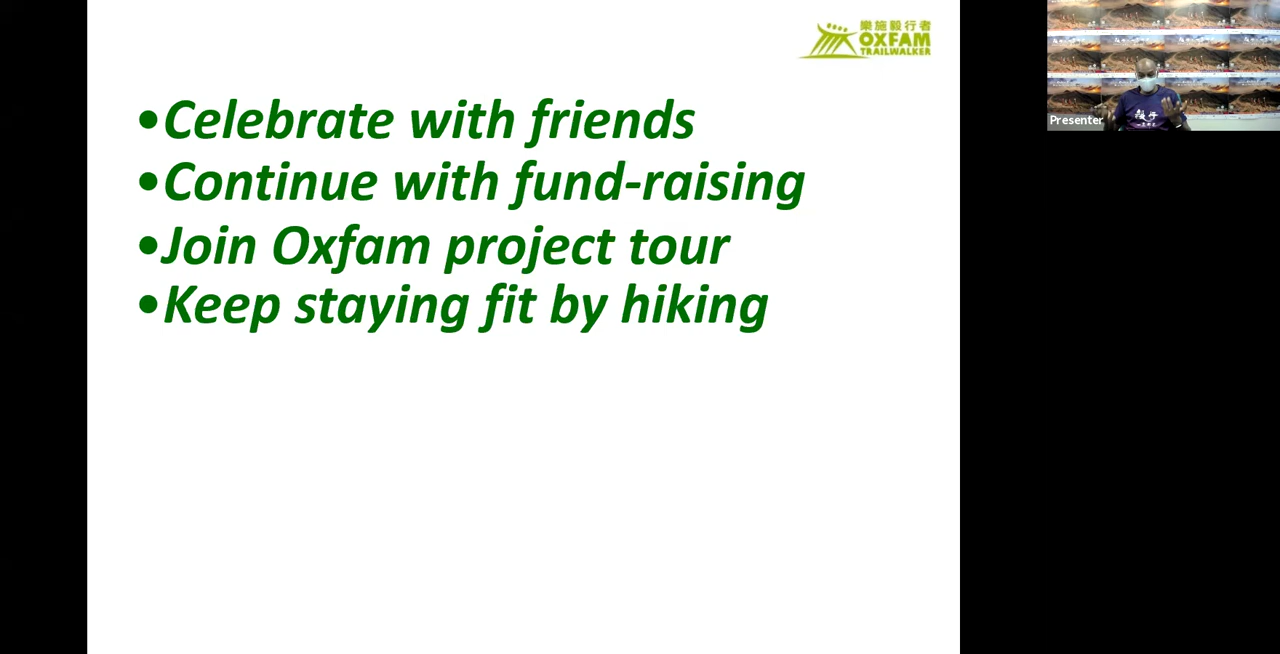 樂施毅行者
OXFAM
TRAILWALKER
•Celebrate with friends
•Continue with fund-raising
•Join Oxfam project tour
•Keep staying fit by hiking
Presenter